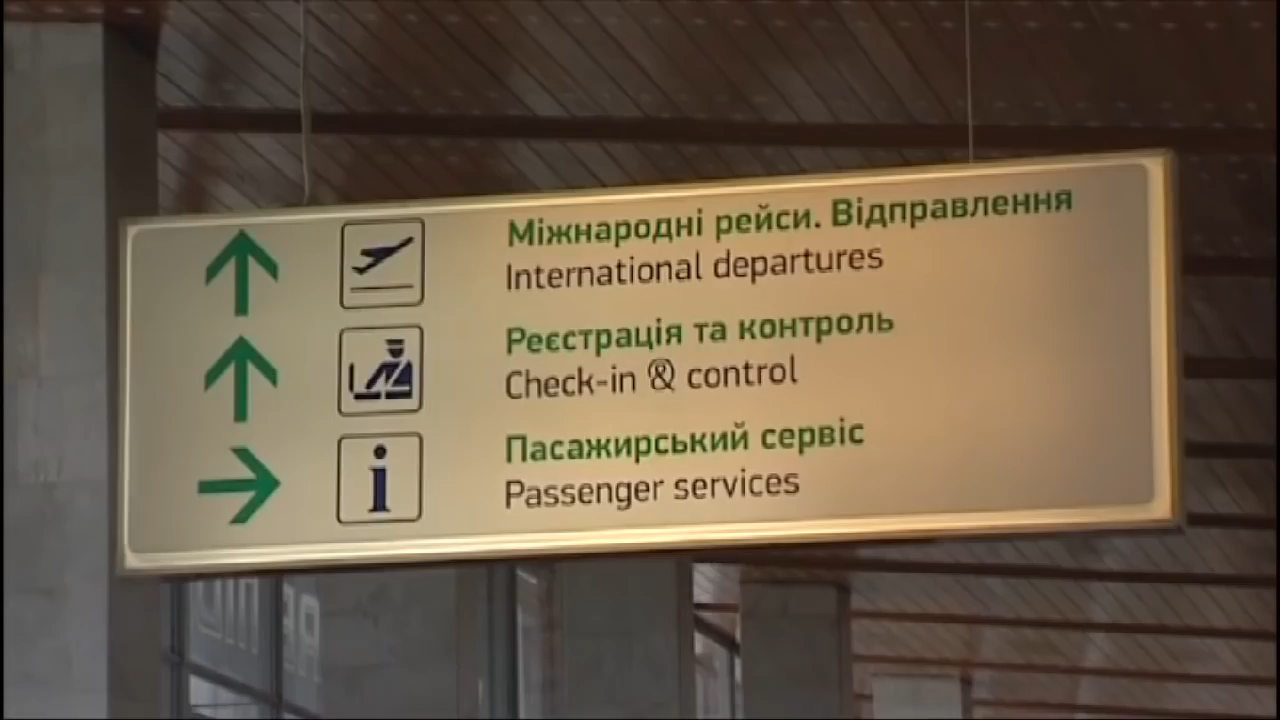 Міжнародні рейси. Відправлення
International departures
Реєстрація та контроль
Check-in & control
Пасажирський сервіс
Passenger services